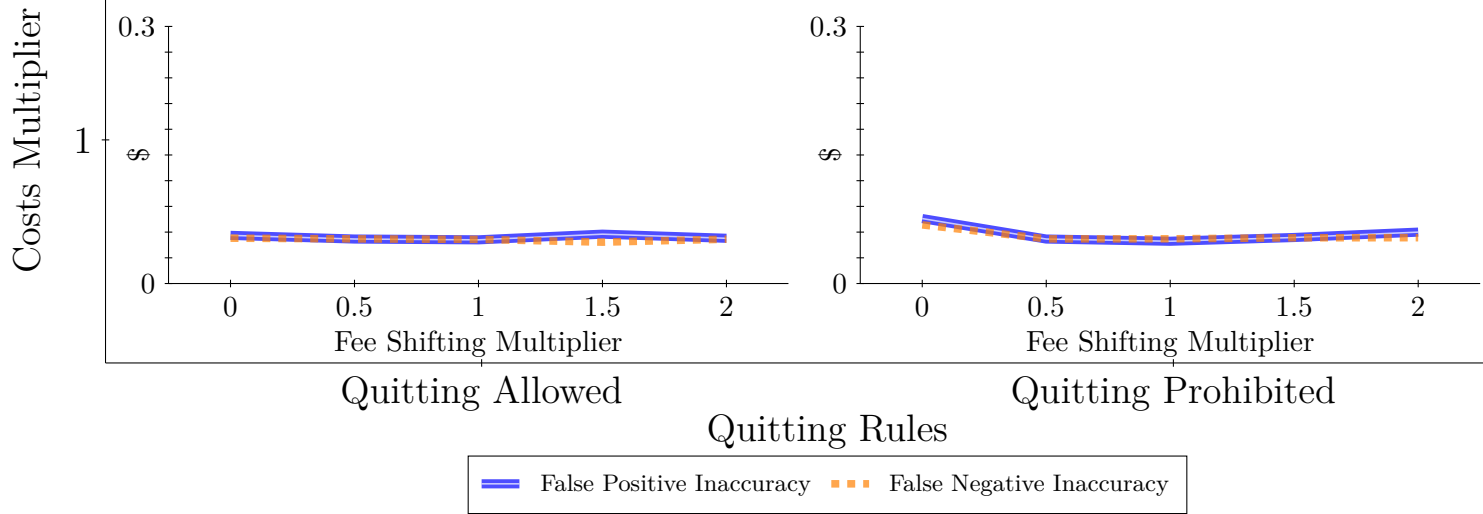 Costs Multiplier
1
0.3
$
0
0 0.5 1 1.5 2
Fee Shifting Multiplier
Quitting Allowed
0.3
$
0
0 0.5 1 1.5 2
Fee Shifting Multiplier
Quitting Prohibited
Quitting Rules
False Positive Inaccuracy False Negative Inaccuracy